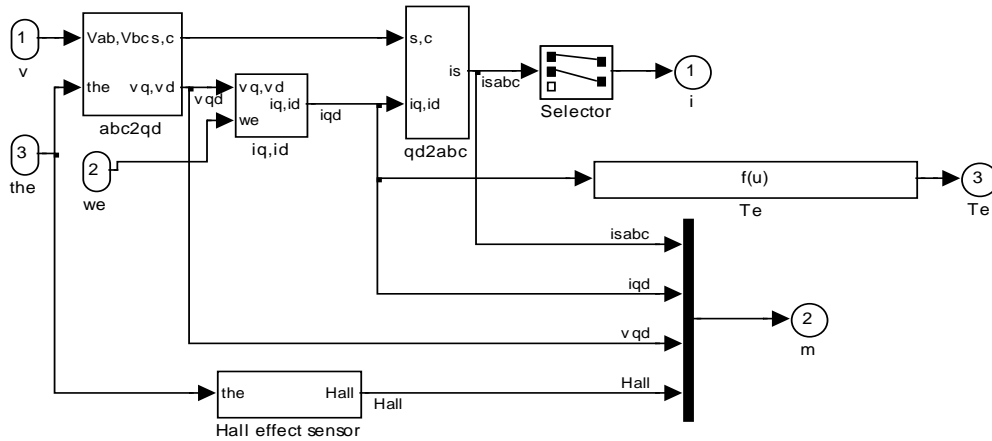 1
v
Vab,Vbc s,c
the
vq,vd
abc2qd
vqd
3
the
2
we
vq,vd
iq,id
we
iq,id
iqd
s,c
is
iq,id
qd2abc
isabc
Selector
1
i
f(u)
Te
3
Te
isabc
iqd
vqd
Hall
2
m
the
Hall
Hall
Hall effect sensor